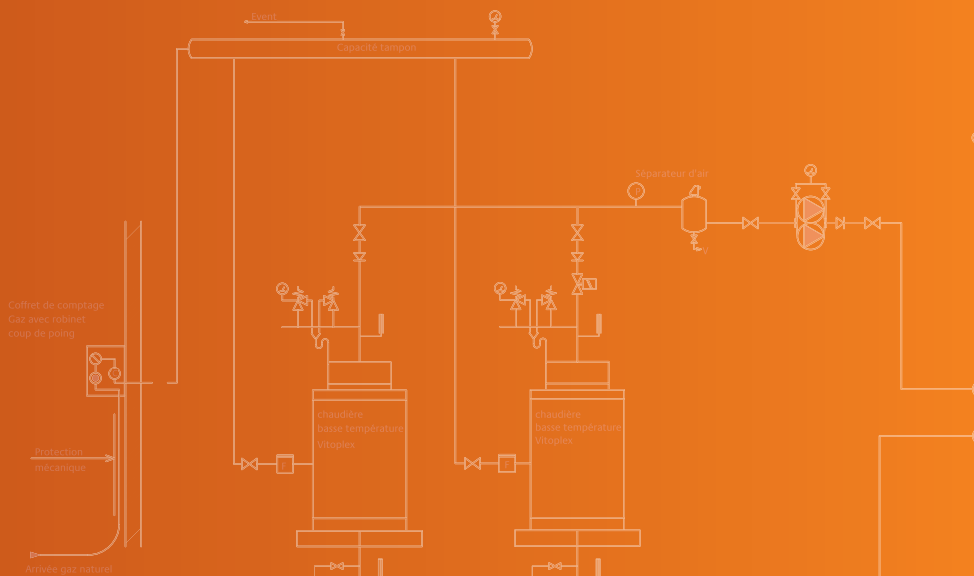 Event
Capacité tampon
Séparateur d'air
Coffret de comptage
Gaz avec robinet
coup de poing
chaudière
basse température
Vitoplex
chaudière
basse température
Vitoplex
Protection
mécanique
Arrivée gaz naturel